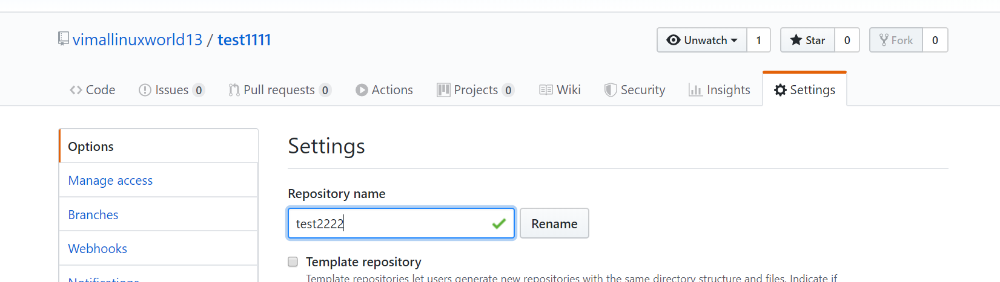 vimallinuxworld13 / test1111
Unwatch 1 Star 0 Fork 0
Code Issues 0 Pull requests 0 Actions Projects 0 Wiki Security Insights Settings
Options
Manage access
Branches
Webhooks
Notifications
Settings
Repository name
test2222 Rename
Template repository
Template repositories let users generate new repositories with the same directory structure and files. Indicate if